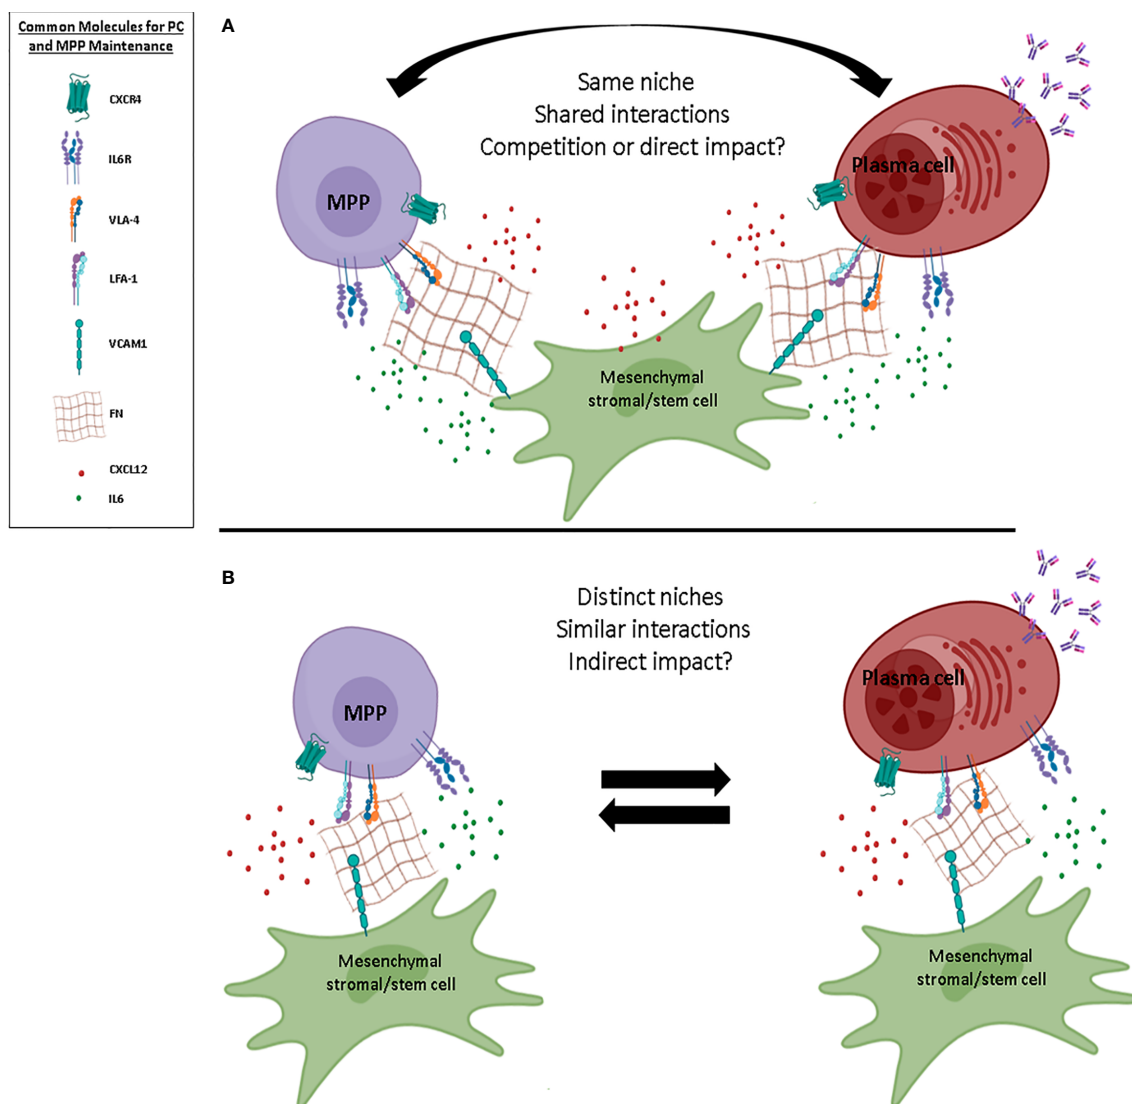 Common Molecules for PC
and MPP Maintenance
CXCR4
IL6R
VLA-4
LFA-1
VCAM1
FN
CXCL12
IL6
A
Same niche
Shared interactions
Competition or direct impact?
MPP
Plasma cell
Mesenchymal
stromal/stem cell
B
Distinct niches
Similar interactions
Indirect impact?
MPP
Plasma cell
Mesenchymal
stromal/stem cell
Mesenchymal
stromal/stem cell